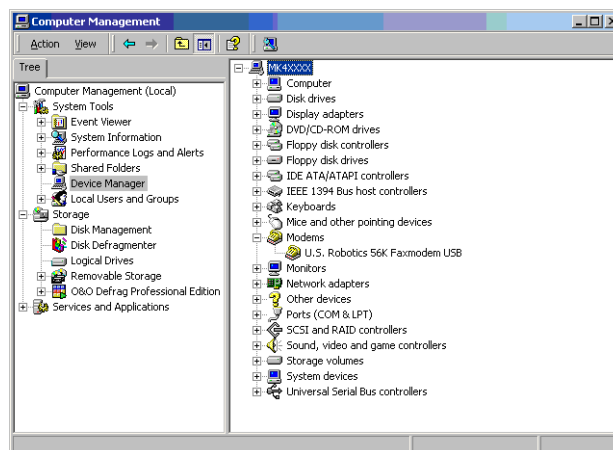 Computer Management
Action View
Tree
Computer Management (Local)
System Tools
Event Viewer
System Information
Performance Logs and Alerts
Shared Folders
Device Manager
Local Users and Groups
Storage
Disk Management
Disk Defragmenter
Logical Drives
Removable Storage
O&O Defrag Professional Edition
Services and Applications
MK4XXXX
Computer
Disk drives
Display adapters
DVD/CD-ROM drives
Floppy disk controllers
Floppy disk drives
IDE ATA/ATAPI controllers
IEEE 1394 Bus host controllers
Keyboards
Mice and other pointing devices
Modems
U.S. Robotics 56K Faxmodem USB
Monitors
Network adapters
Other devices
Ports (COM & LPT)
SCSI and RAID controllers
Sound, video and game controllers
Storage volumes
System devices
Universal Serial Bus controllers